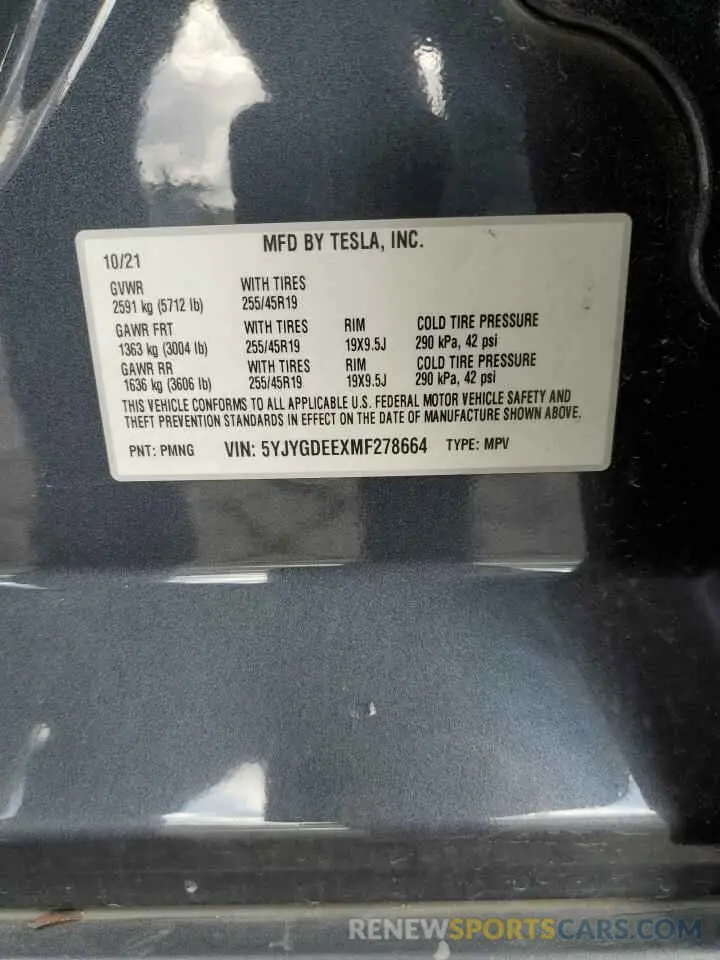 MFD BY TESLA, INC.
10/21
GVWR WITH TIRES
2591 kg (5712 lb) 255/45R19
GAWR FRT WITH TIRES RIM COLD TIRE PRESSURE
1363 kg (3004 lb) 255/45R19 19X9.5J 290 kPa, 42 psi
GAWR RR WITH TIRES RIM COLD TIRE PRESSURE
1636 kg (3606 lb) 255/45R19 19X9.5J 290 kPa, 42 psi
THIS VEHICLE CONFORMS TO ALL APPLICABLE U.S. FEDERAL MOTOR VEHICLE SAFETY AND
THEFT PREVENTION STANDARDS IN EFFECT ON THE DATE OF MANUFACTURE SHOWN ABOVE.
PNT: PMNG VIN: 5YJYGDEEXMF278664 TYPE: MPV
RENEWSPORTSCARS.COM